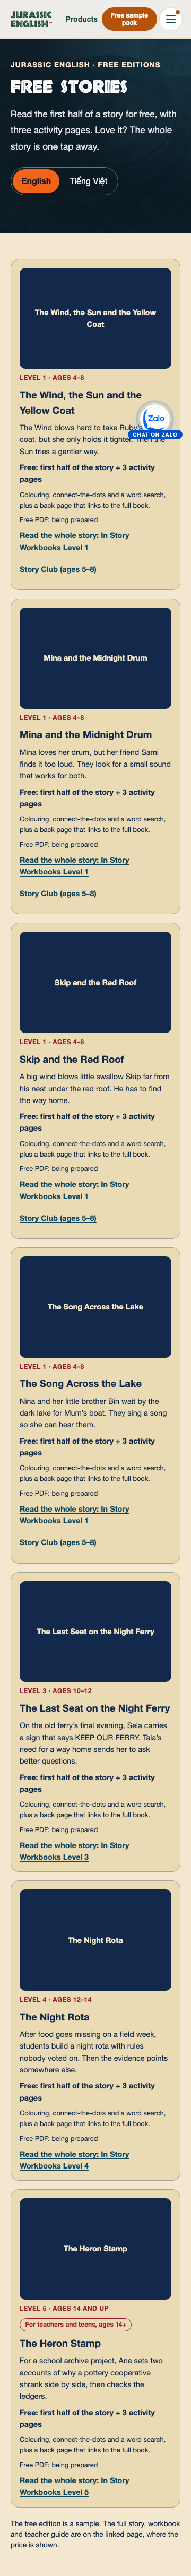 JURASSIC
ENGLISH™
Products
Free sample
pack
JURASSIC ENGLISH · FREE EDITIONS
FREE STORIES
Read the first half of a story for free, with
three activity pages. Love it? The whole
story is one tap away.
English
Tiếng Việt
The Wind, the Sun and the Yellow
Coat
LEVEL 1 · AGES 4–8
The Wind, the Sun and the
Yellow Coat
The Wind blows hard to take Ruby's
coat, but she only holds it tighter. Then the
Sun tries a gentler way.
Zalo
CHAT ON ZALO
Free: first half of the story + 3 activity
pages
Colouring, connect-the-dots and a word search,
plus a back page that links to the full book.
Free PDF: being prepared
Read the whole story: In Story
Workbooks Level 1
Story Club (ages 5–8)
Mina and the Midnight Drum
LEVEL 1 · AGES 4–8
Mina and the Midnight Drum
Mina loves her drum, but her friend Sami
finds it too loud. They look for a small sound
that works for both.
Free: first half of the story + 3 activity
pages
Colouring, connect-the-dots and a word search,
plus a back page that links to the full book.
Free PDF: being prepared
Read the whole story: In Story
Workbooks Level 1
Story Club (ages 5–8)
Skip and the Red Roof
LEVEL 1 · AGES 4–8
Skip and the Red Roof
A big wind blows little swallow Skip far from
his nest under the red roof. He has to find
the way home.
Free: first half of the story + 3 activity
pages
Colouring, connect-the-dots and a word search,
plus a back page that links to the full book.
Free PDF: being prepared
Read the whole story: In Story
Workbooks Level 1
Story Club (ages 5–8)
The Song Across the Lake
LEVEL 1 · AGES 4–8
The Song Across the Lake
Nina and her little brother Bin wait by the
dark lake for Mum's boat. They sing a song
so she can hear them.
Free: first half of the story + 3 activity
pages
Colouring, connect-the-dots and a word search,
plus a back page that links to the full book.
Free PDF: being prepared
Read the whole story: In Story
Workbooks Level 1
Story Club (ages 5–8)
The Last Seat on the Night Ferry
LEVEL 3 · AGES 10–12
The Last Seat on the Night Ferry
On the old ferry's final evening, Sela carries
a sign that says KEEP OUR FERRY. Tala's
need for a way home sends her to ask
better questions.
Free: first half of the story + 3 activity
pages
Colouring, connect-the-dots and a word search,
plus a back page that links to the full book.
Free PDF: being prepared
Read the whole story: In Story
Workbooks Level 3
The Night Rota
LEVEL 4 · AGES 12–14
The Night Rota
After food goes missing on a field week,
students build a night rota with rules
nobody voted on. Then the evidence points
somewhere else.
Free: first half of the story + 3 activity
pages
Colouring, connect-the-dots and a word search,
plus a back page that links to the full book.
Free PDF: being prepared
Read the whole story: In Story
Workbooks Level 4
The Heron Stamp
LEVEL 5 · AGES 14 AND UP
For teachers and teens, ages 14+
The Heron Stamp
For a school archive project, Ana sets two
accounts of why a pottery cooperative
shrank side by side, then checks the
ledgers.
Free: first half of the story + 3 activity
pages
Colouring, connect-the-dots and a word search,
plus a back page that links to the full book.
Free PDF: being prepared
Read the whole story: In Story
Workbooks Level 5
The free edition is a sample. The full story, workbook
and teacher guide are on the linked page, where the
price is shown.